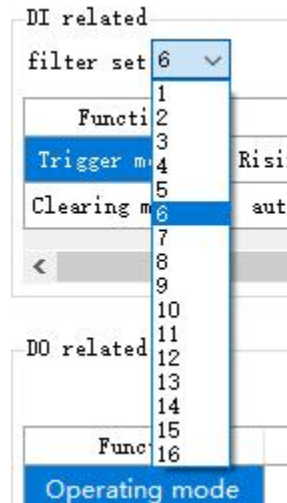 DI related
filter set 6
1
Functi 2
3
Trigger m 4 Risi
5
Clearing m 6 aut
7
8
9
10
11
DO related 12
13
14
15
Func 16
Operating mode